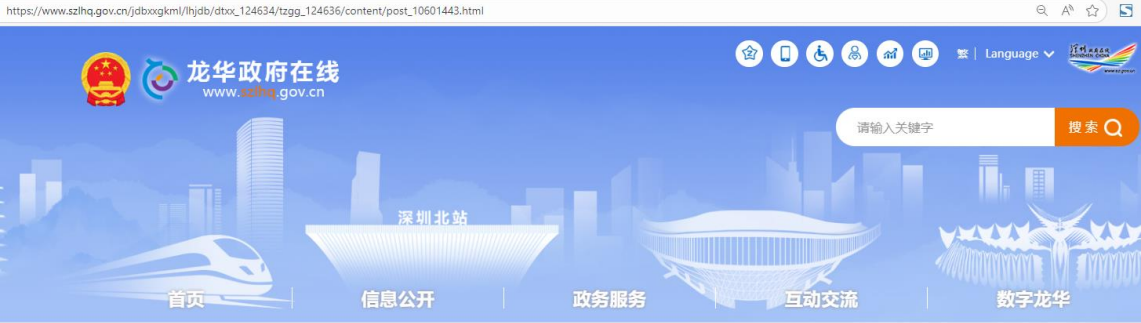 https://www.szlhq.gov.cn/jdbxxgkml/lhjdb/dtxx_124634/tzgg_124636/content/post_10601443.html
龙华政府在线
www.szlhq.gov.cn
繁 | Language
请输入关键字
搜索
深圳北站
首页
信息公开
政务服务
互动交流
数字龙华